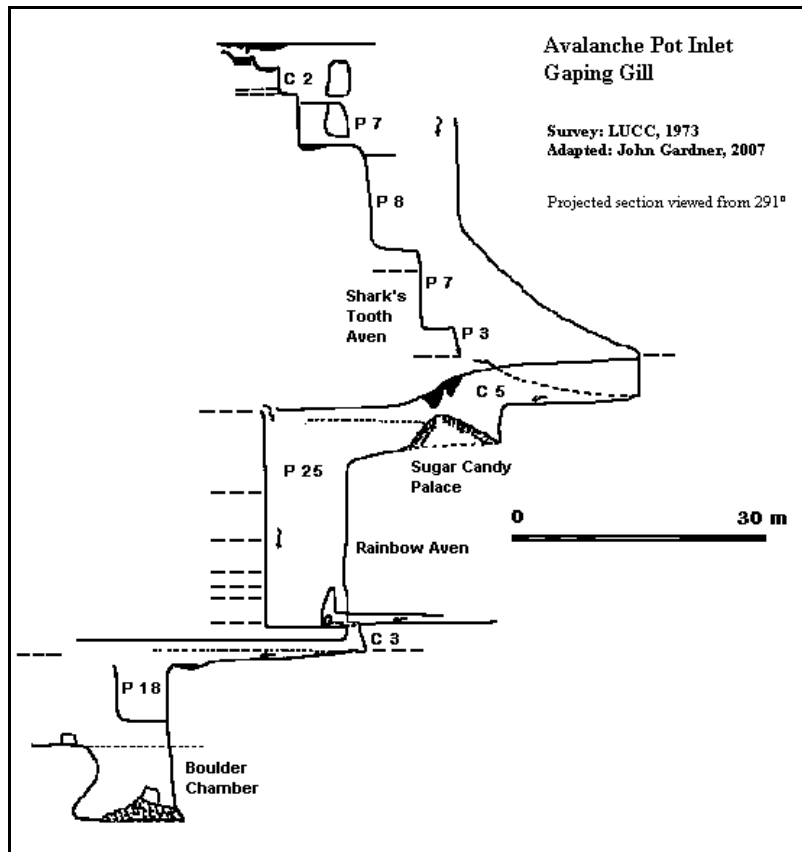 Avalanche Pot Inlet
Gaping Gill
Survey: LUCC, 1973
Adapted: John Gardner, 2007
Projected section viewed from 291°
C 2
P 7
P 8
P 7
Shark's
Tooth
Aven
P 3
C 5
P 25
Sugar Candy
Palace
0 30 m
Rainbow Aven
C 3
P 18
Boulder
Chamber